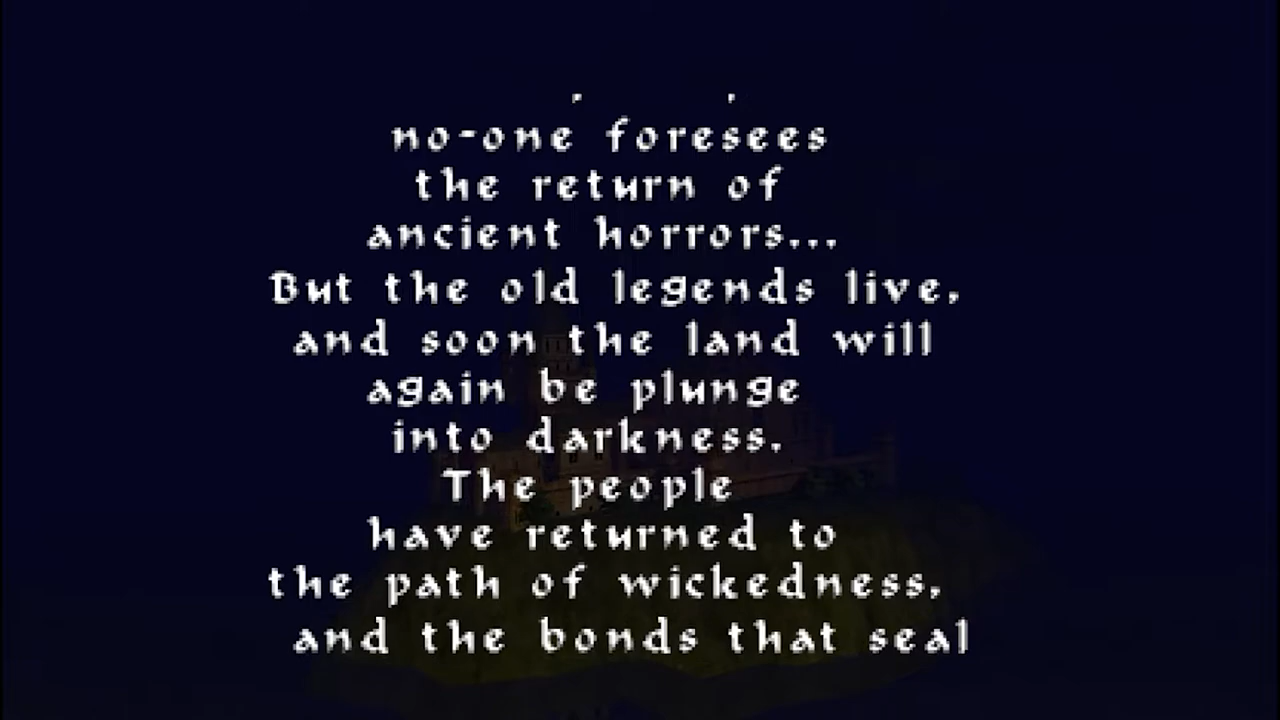 no-one foresees
the return of
ancient horrors...
But the old legends live,
and soon the land will
again be plunge
into darkness.
The people
have returned to
the path of wickedness,
and the bonds that seal